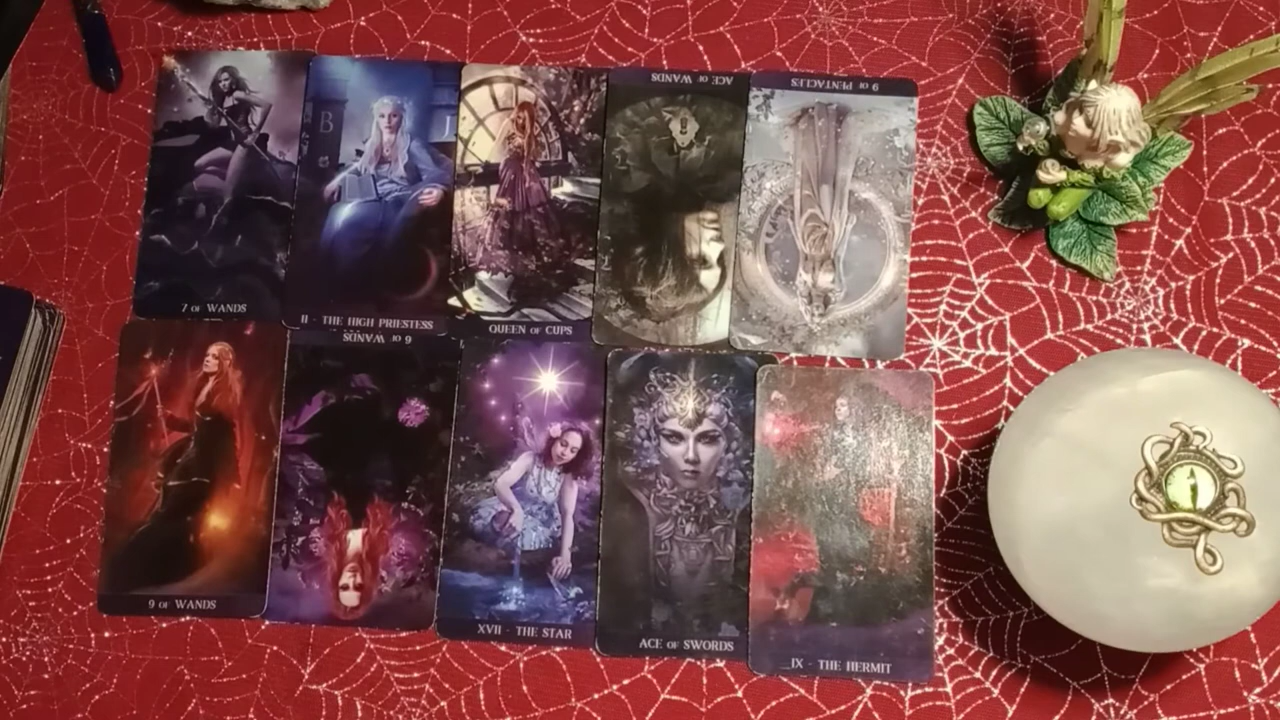 7 OF WANDS
II - THE HIGH PRIESTESS
B
J
QUEEN OF CUPS
ACE OF WANDS
9 OF PENTACLES
9 OF WANDS
6 OF WANDS
XVII - THE STAR
ACE OF SWORDS
IX - THE HERMIT